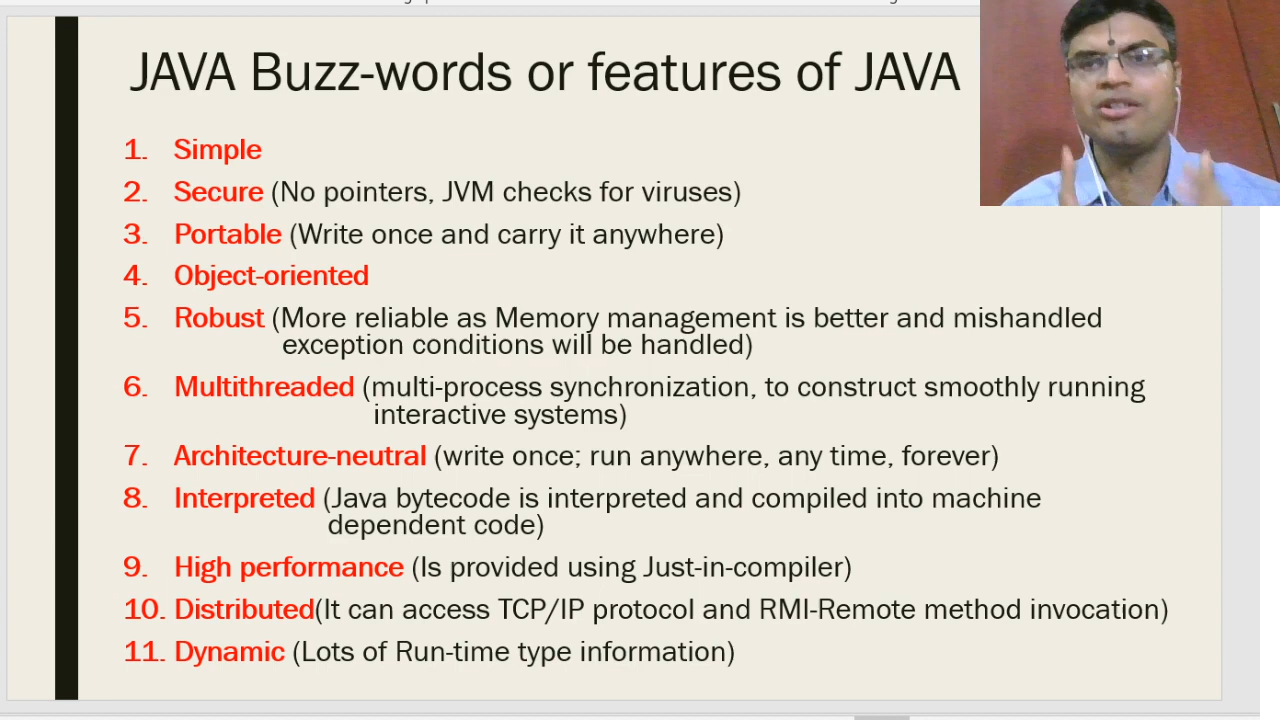 JAVA Buzz-words or features of JAVA
1. Simple
2. Secure (No pointers, JVM checks for viruses)
3. Portable (Write once and carry it anywhere)
4. Object-oriented
5. Robust (More reliable as Memory management is better and mishandled
exception conditions will be handled)
6. Multithreaded (multi-process synchronization, to construct smoothly running
interactive systems)
7. Architecture-neutral (write once; run anywhere, any time, forever)
8. Interpreted (Java bytecode is interpreted and compiled into machine
dependent code)
9. High performance (Is provided using Just-in-compiler)
10. Distributed(It can access TCP/IP protocol and RMI-Remote method invocation)
11. Dynamic (Lots of Run-time type information)